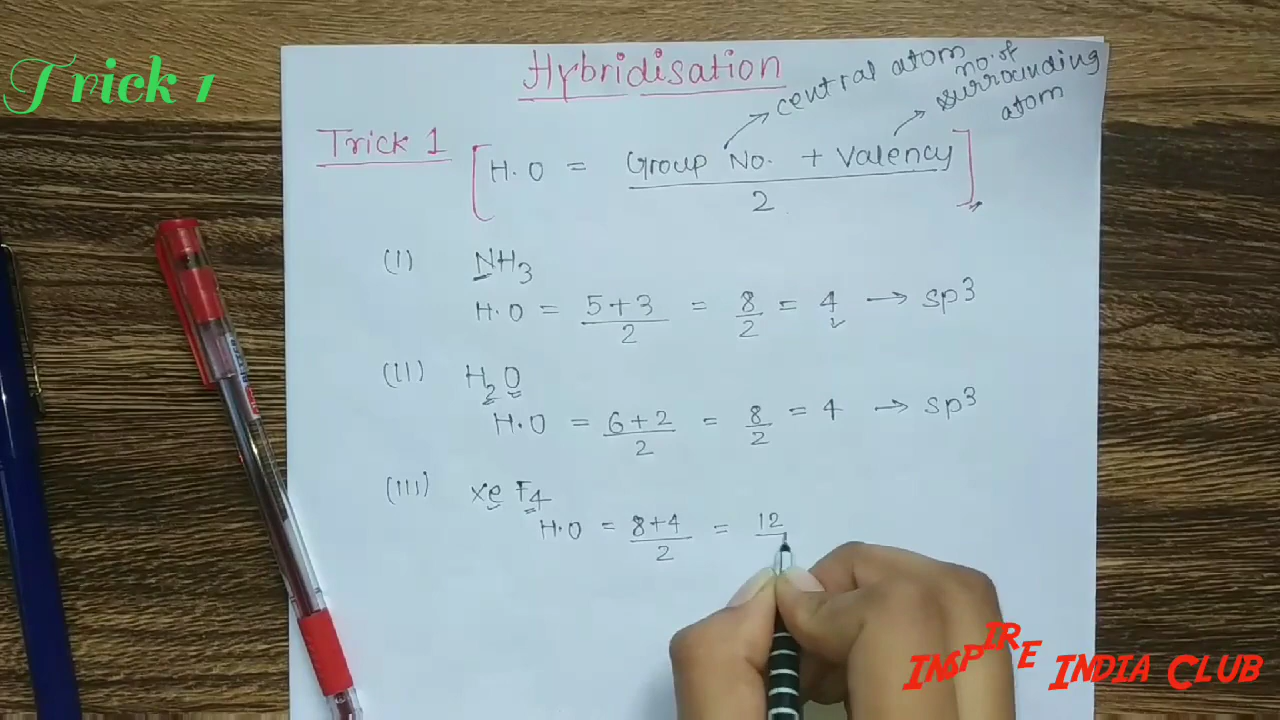 Trick 1
Hybridisation
central atom
no. of
surrounding
atom
Trick 1 [H.O = Group No. + Valency / 2]
(I) NH3
H.O = 5+3/2 = 8/2 = 4 → sp3
(II) H2O
H.O = 6+2/2 = 8/2 = 4 → sp3
(III) XeF4
H.O = 8+4/2 = 12
INSPIRE INDIA CLUB